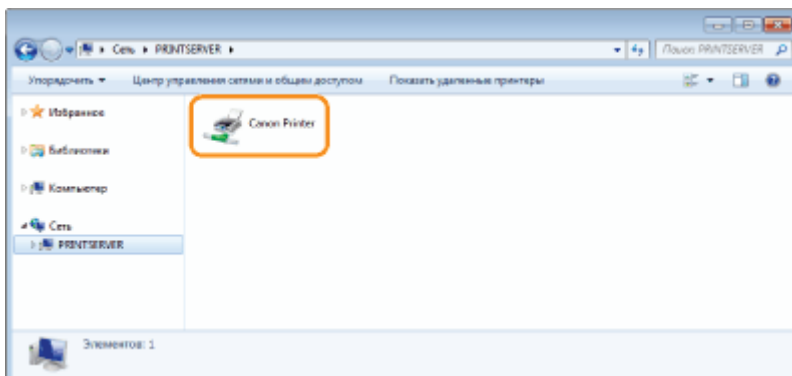 Сеть ▸ PRINTSERVER ▸
Поиск: PRINTSERVER
Упорядочить
Центр управления сетями и общим доступом
Показать удаленные принтеры
Избранное
Canon Printer
Библиотеки
Компьютер
Сеть
PRINTSERVER
Элементов: 1